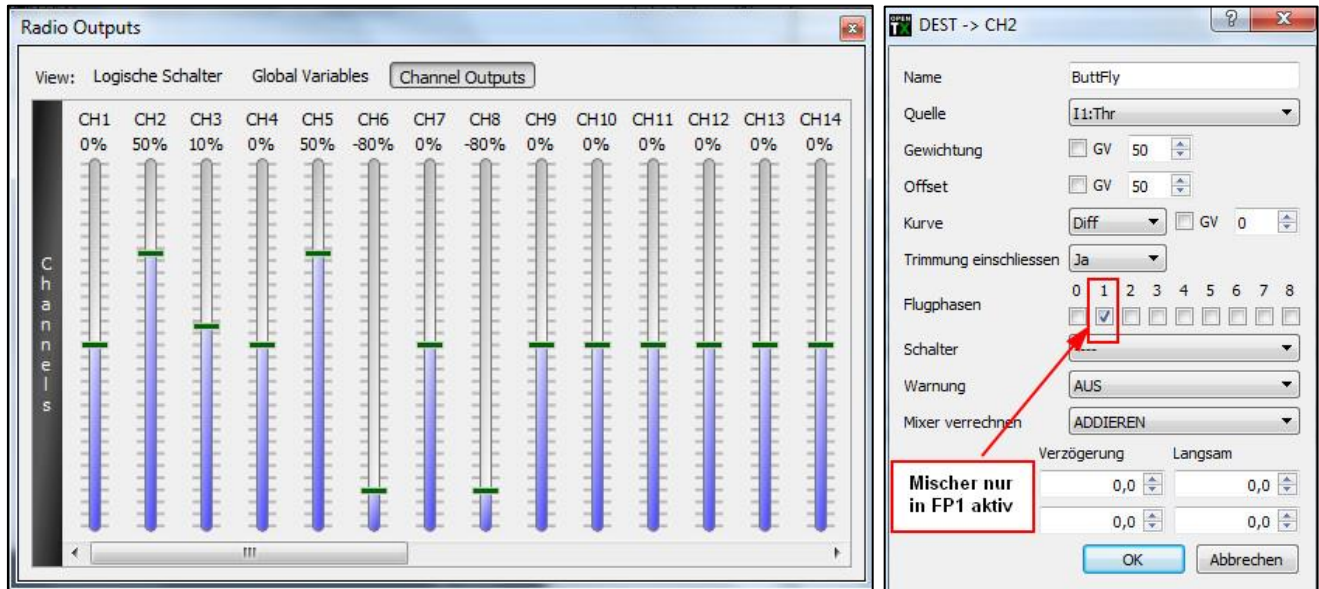 Radio Outputs
View: Logische Schalter Global Variables Channel Outputs
CH1 CH2 CH3 CH4 CH5 CH6 CH7 CH8 CH9 CH10 CH11 CH12 CH13 CH14
0% 50% 10% 0% 50% -80% 0% -80% 0% 0% 0% 0% 0% 0%
Channels
OPEN TX DEST -> CH2
Name ButtFly
Quelle I1:Thr
Gewichtung GV 50
Offset GV 50
Kurve Diff GV 0
Trimmung einschliessen Ja
0 1 2 3 4 5 6 7 8
Flugphasen
Schalter ----
Warnung AUS
Mixer verrechnen ADDIEREN
Verzögerung Langsam
0,0 0,0
0,0 0,0
Mischer nur
in FP1 aktiv
OK Abbrechen